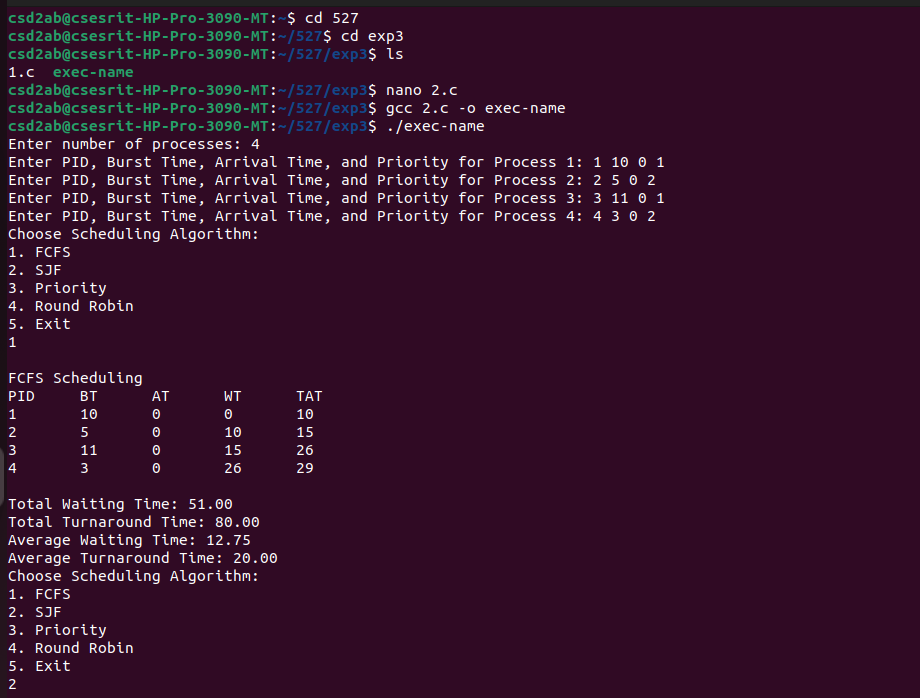 csd2ab@csesrit-HP-Pro-3090-MT:~$ cd 527
csd2ab@csesrit-HP-Pro-3090-MT:~/527$ cd exp3
csd2ab@csesrit-HP-Pro-3090-MT:~/527/exp3$ ls
1.c  exec-name
csd2ab@csesrit-HP-Pro-3090-MT:~/527/exp3$ nano 2.c
csd2ab@csesrit-HP-Pro-3090-MT:~/527/exp3$ gcc 2.c -o exec-name
csd2ab@csesrit-HP-Pro-3090-MT:~/527/exp3$ ./exec-name
Enter number of processes: 4
Enter PID, Burst Time, Arrival Time, and Priority for Process 1: 1 10 0 1
Enter PID, Burst Time, Arrival Time, and Priority for Process 2: 2 5 0 2
Enter PID, Burst Time, Arrival Time, and Priority for Process 3: 3 11 0 1
Enter PID, Burst Time, Arrival Time, and Priority for Process 4: 4 3 0 2
Choose Scheduling Algorithm:
1. FCFS
2. SJF
3. Priority
4. Round Robin
5. Exit
1

FCFS Scheduling
PID     BT      AT      WT      TAT
1       10      0       0       10
2       5       0       10      15
3       11      0       15      26
4       3       0       26      29

Total Waiting Time: 51.00
Total Turnaround Time: 80.00
Average Waiting Time: 12.75
Average Turnaround Time: 20.00
Choose Scheduling Algorithm:
1. FCFS
2. SJF
3. Priority
4. Round Robin
5. Exit
2